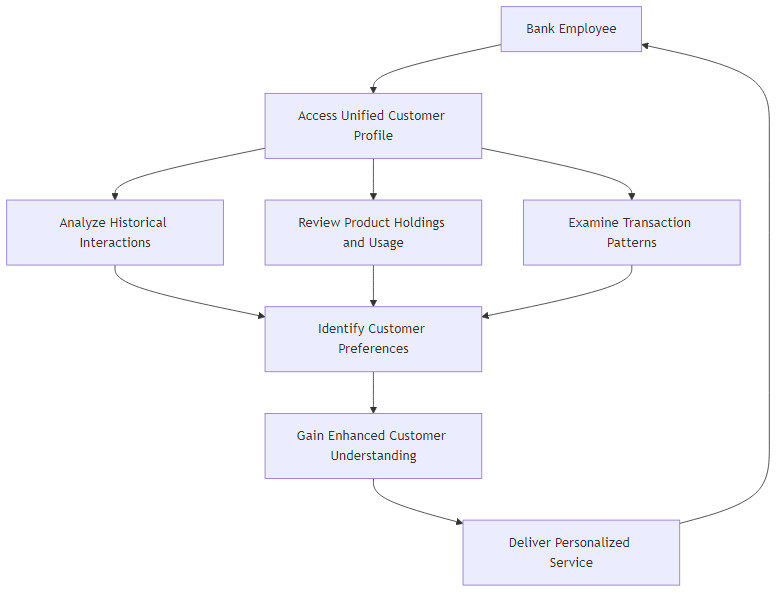 Bank Employee
Access Unified Customer
Profile
Analyze Historical
Interactions
Review Product Holdings
and Usage
Examine Transaction
Patterns
Identify Customer
Preferences
Gain Enhanced Customer
Understanding
Deliver Personalized
Service